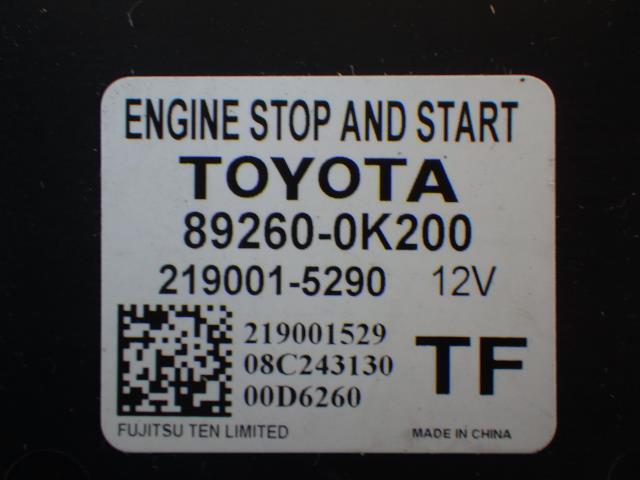 ENGINE STOP AND START
TOYOTA
89260-0K200
219001-5290 12V
219001529
08C243130
00D6260
TF
FUJITSU TEN LIMITED
MADE IN CHINA